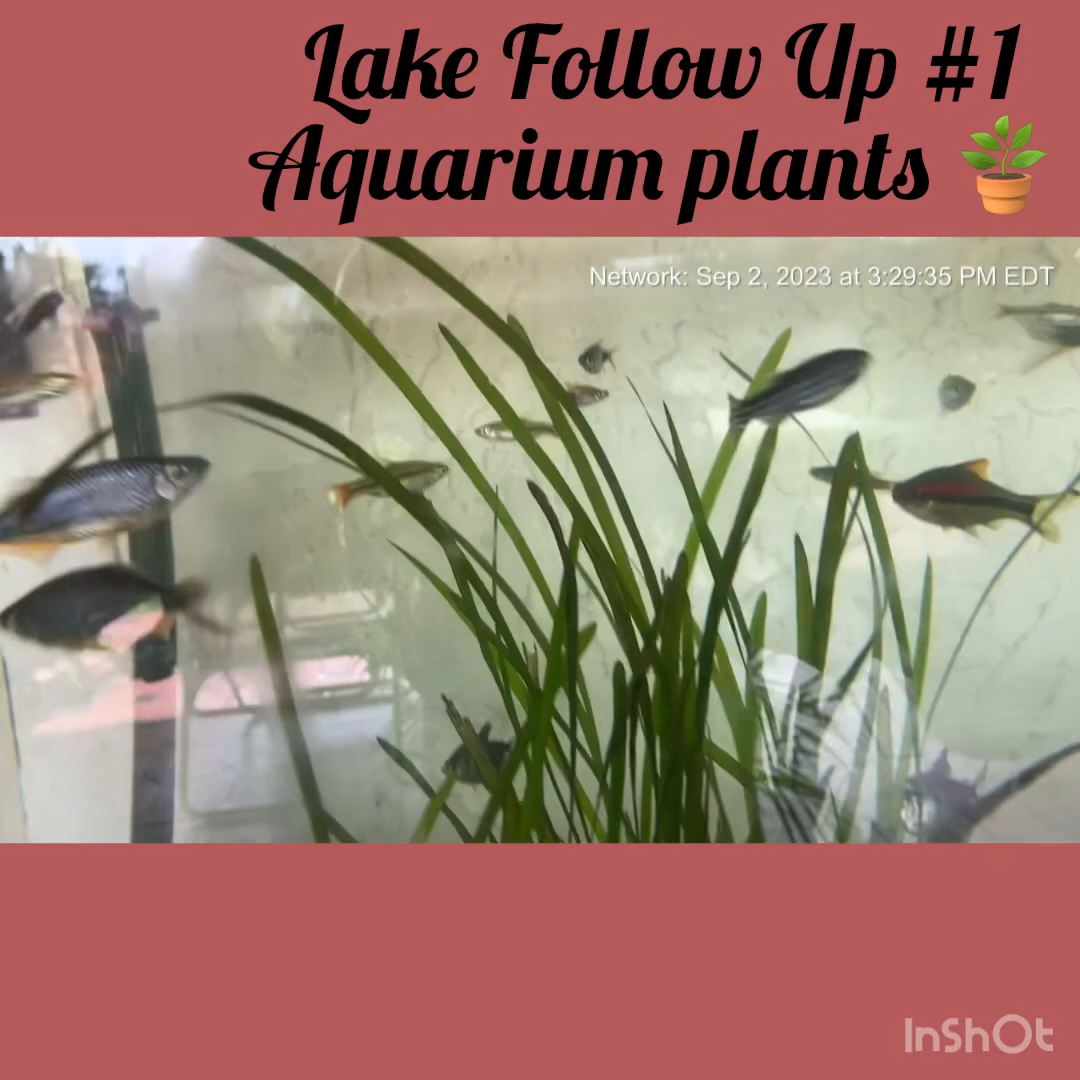 Lake Follow Up #1
Aquarium plants 🪴
Network: Sep 2, 2023 at 3:29:35 PM EDT
InShOt